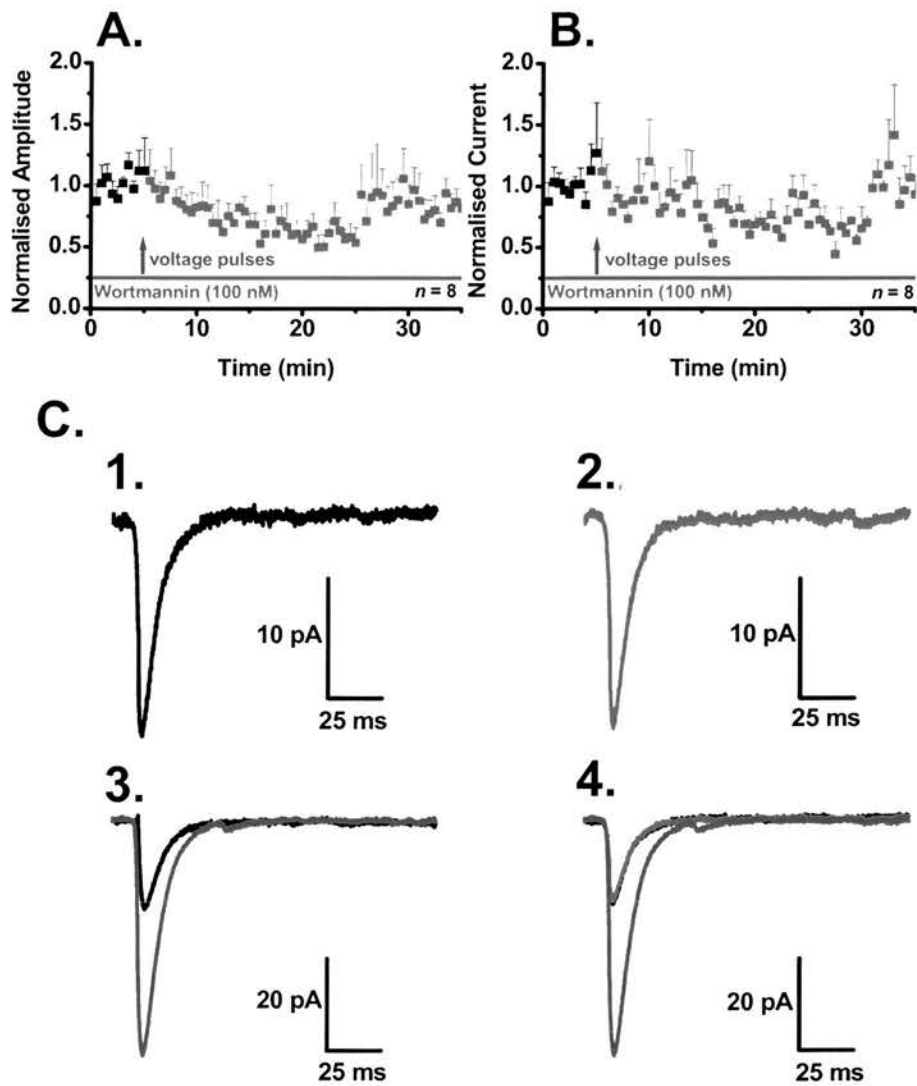 A.
B.
Normalised Amplitude
2.0
1.5
1.0
0.5
0.0
voltage pulses
Wortmannin (100 nM)
n = 8
0 10 20 30
Time (min)
Normalised Current
2.0
1.5
1.0
0.5
0.0
voltage pulses
Wortmannin (100 nM)
n = 8
0 10 20 30
Time (min)
C.
1.
10 pA
25 ms
2.
10 pA
25 ms
3.
20 pA
25 ms
4.
20 pA
25 ms